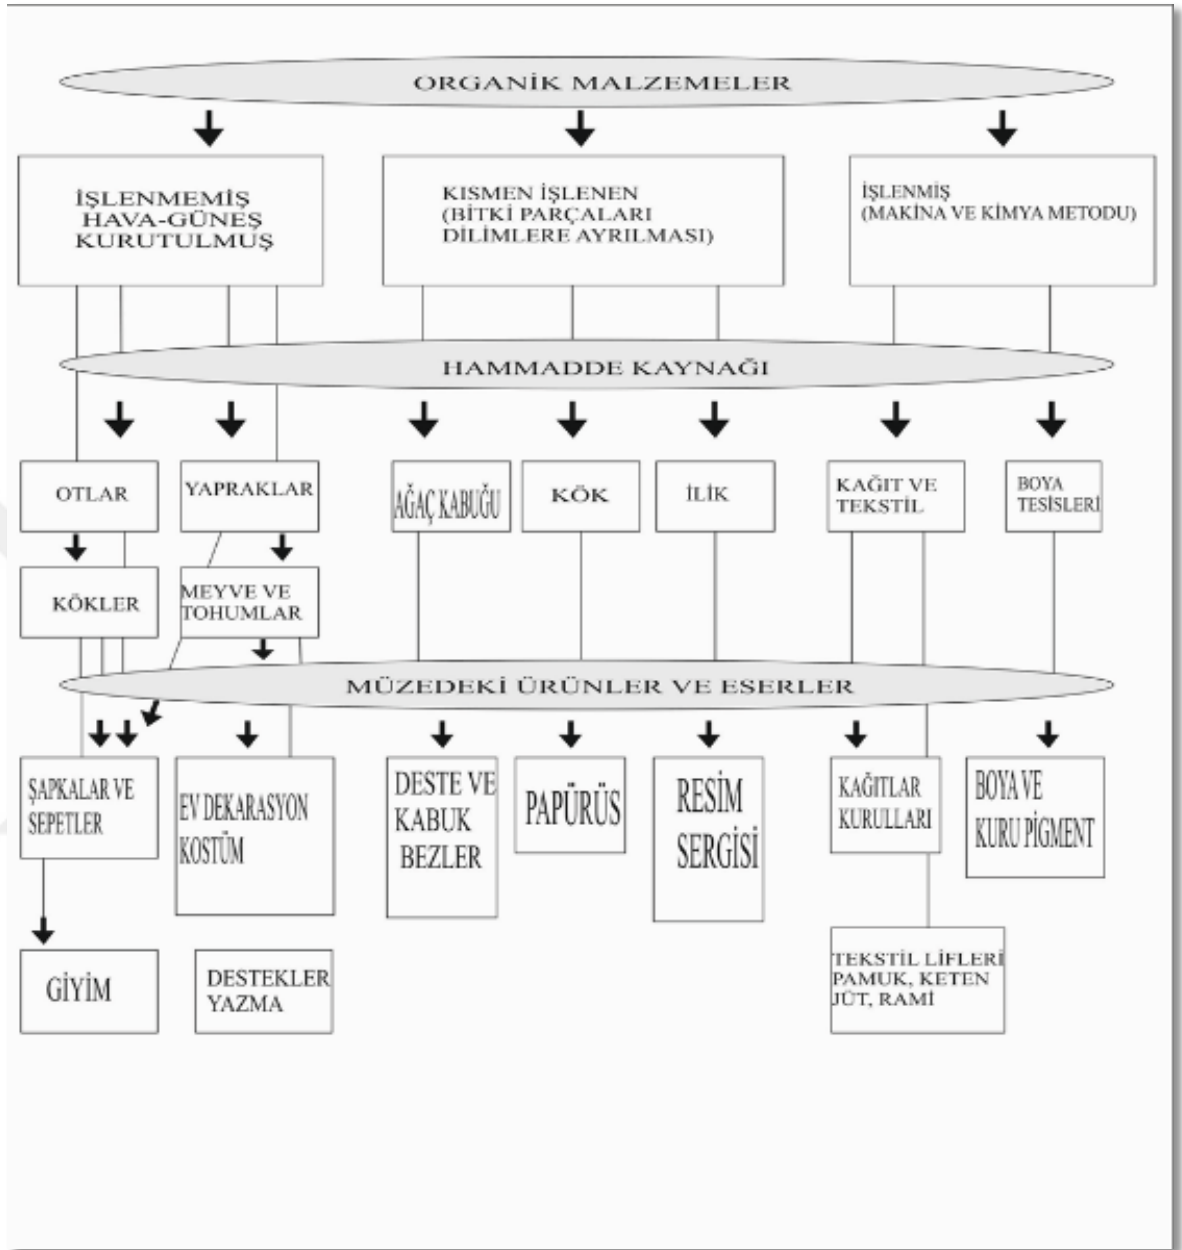 ORGANİK MALZEMELER
İŞLENMEMİŞ
HAVA-GÜNEŞ
KURUTULMUŞ
KISMEN İŞLENEN
(BİTKİ PARÇALARI
DİLİMLERE AYRILMASI)
İŞLENMİŞ
(MAKİNA VE KİMYA METODU)
HAMMADDE KAYNAĞI
OTLAR
YAPRAKLAR
AĞAÇ KABUĞU
KÖK
İLİK
KAĞIT VE
TEKSTİL
BOYA
TESİSLERİ
KÖKLER
MEYVE VE
TOHUMLAR
MÜZEDEKİ ÜRÜNLER VE ESERLER
ŞAPKALAR VE
SEPETLER
EV DEKARASYON
KOSTÜM
DESTE VE
KABUK
BEZLER
PAPÜRÜS
RESİM
SERGİSİ
KAĞITLAR
KURULLARI
BOYA VE
KURU PİGMENT
GİYİM
DESTEKLER
YAZMA
TEKSTİL LİFLERİ
PAMUK, KETEN
JÜT, RAMİ